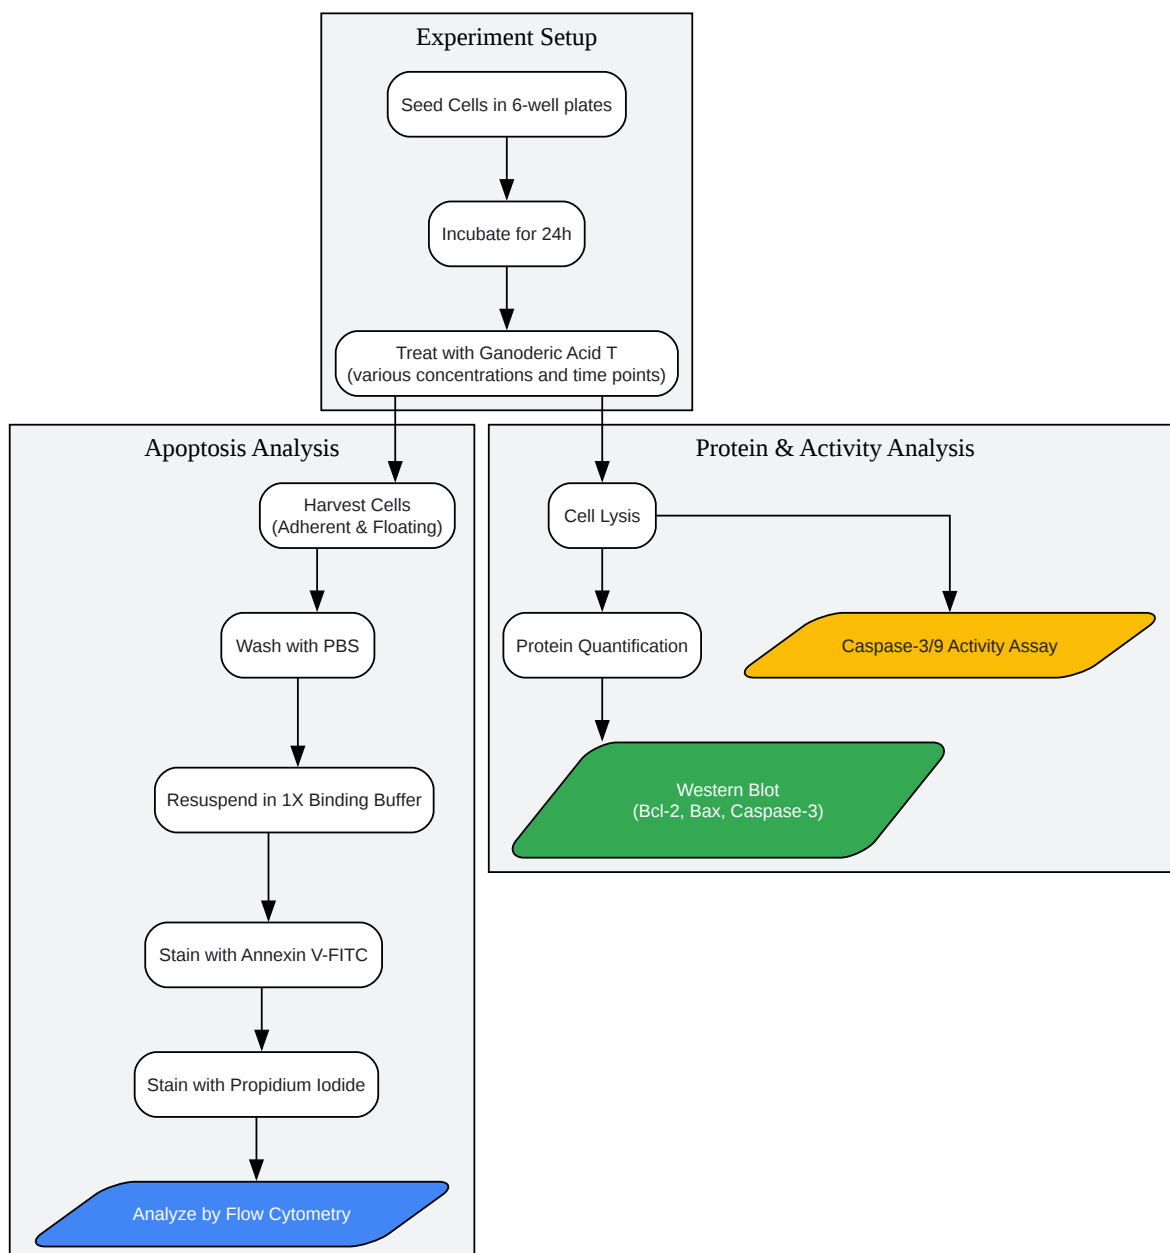 Experiment Setup
Seed Cells in 6-well plates
Incubate for 24h
Treat with Ganoderic Acid T
(various concentrations and time points)
Apoptosis Analysis
Harvest Cells
(Adherent & Floating)
Wash with PBS
Resuspend in 1X Binding Buffer
Stain with Annexin V-FITC
Stain with Propidium Iodide
Analyze by Flow Cytometry
Protein & Activity Analysis
Cell Lysis
Protein Quantification
Caspase-3/9 Activity Assay
Western Blot
(Bcl-2, Bax, Caspase-3)